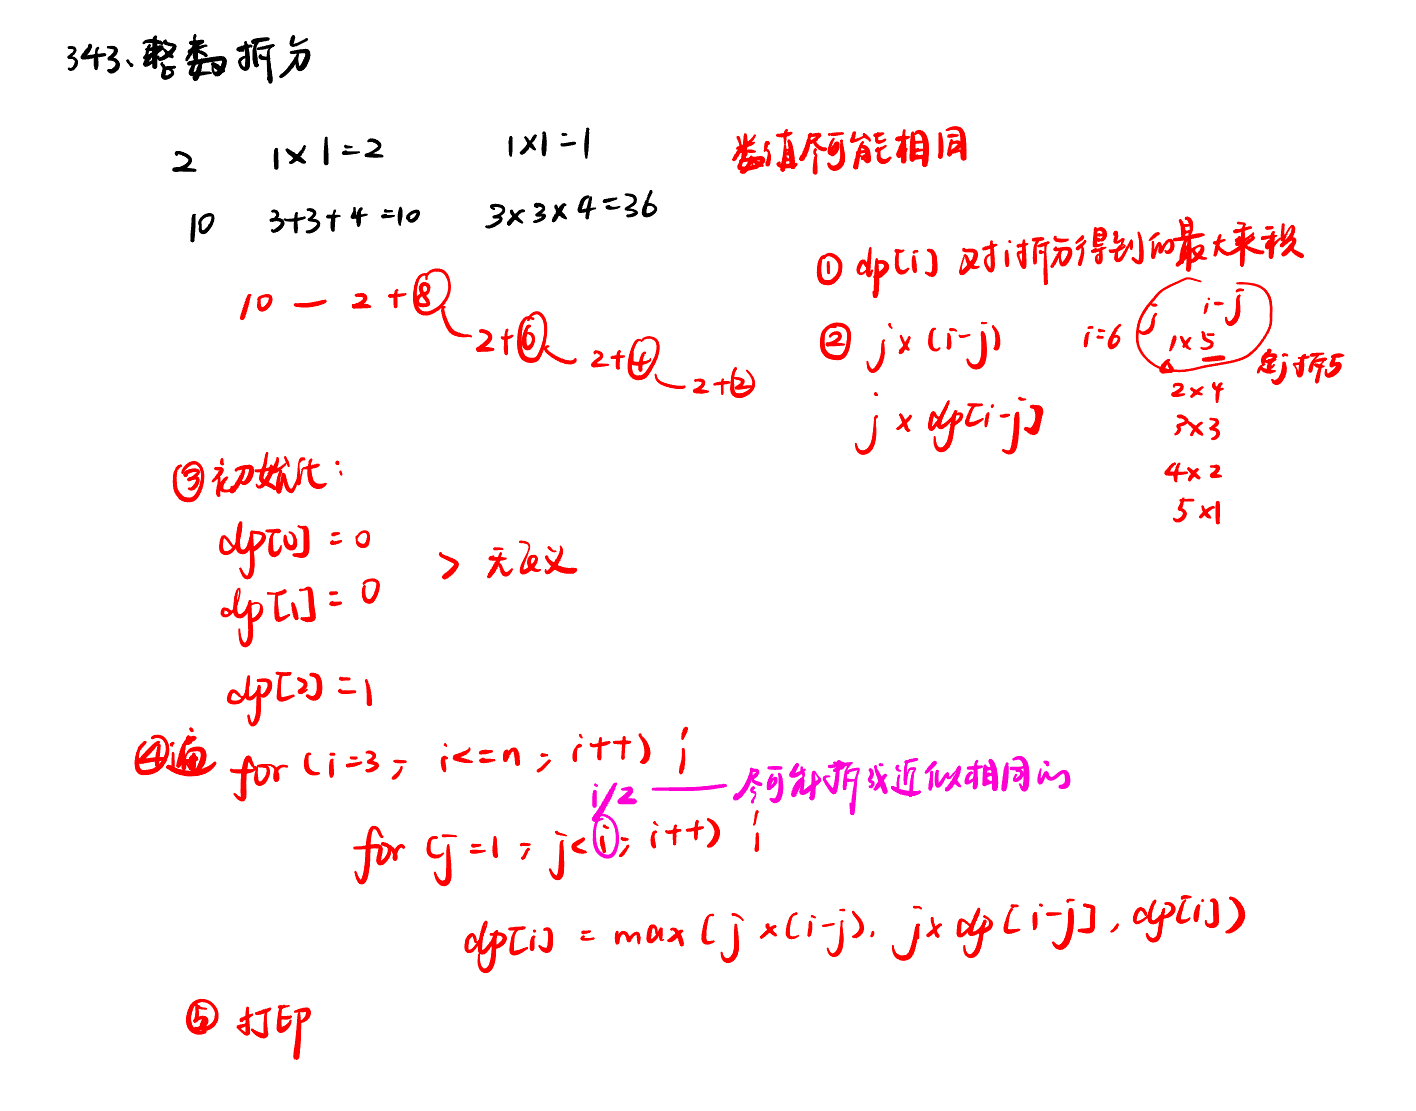 343、整数拆分
2 1×1=2 1×1=1
数值尽可能相同
10 3+3+4=10 3×3×4=36
① dp[i] 对i拆分得到的最大乘积
10 — 2+8
2+6
2+4
2+2
② j×(i-j)
j×dp[i-j]
i=6
j i-j
1×5
拆5
2×4
3×3
4×2
5×1
③初始化:
dp[0]=0
dp[1]=0
> 无意义
dp[2]=1
④遍
for (i=3; i<=n; i++) {
i/2 —— 尽可能拆成近似相同的
for (j=1; j<i; i++) {
dp[i] = max(j×(i-j), j×dp[i-j], dp[i])
⑤ 打印